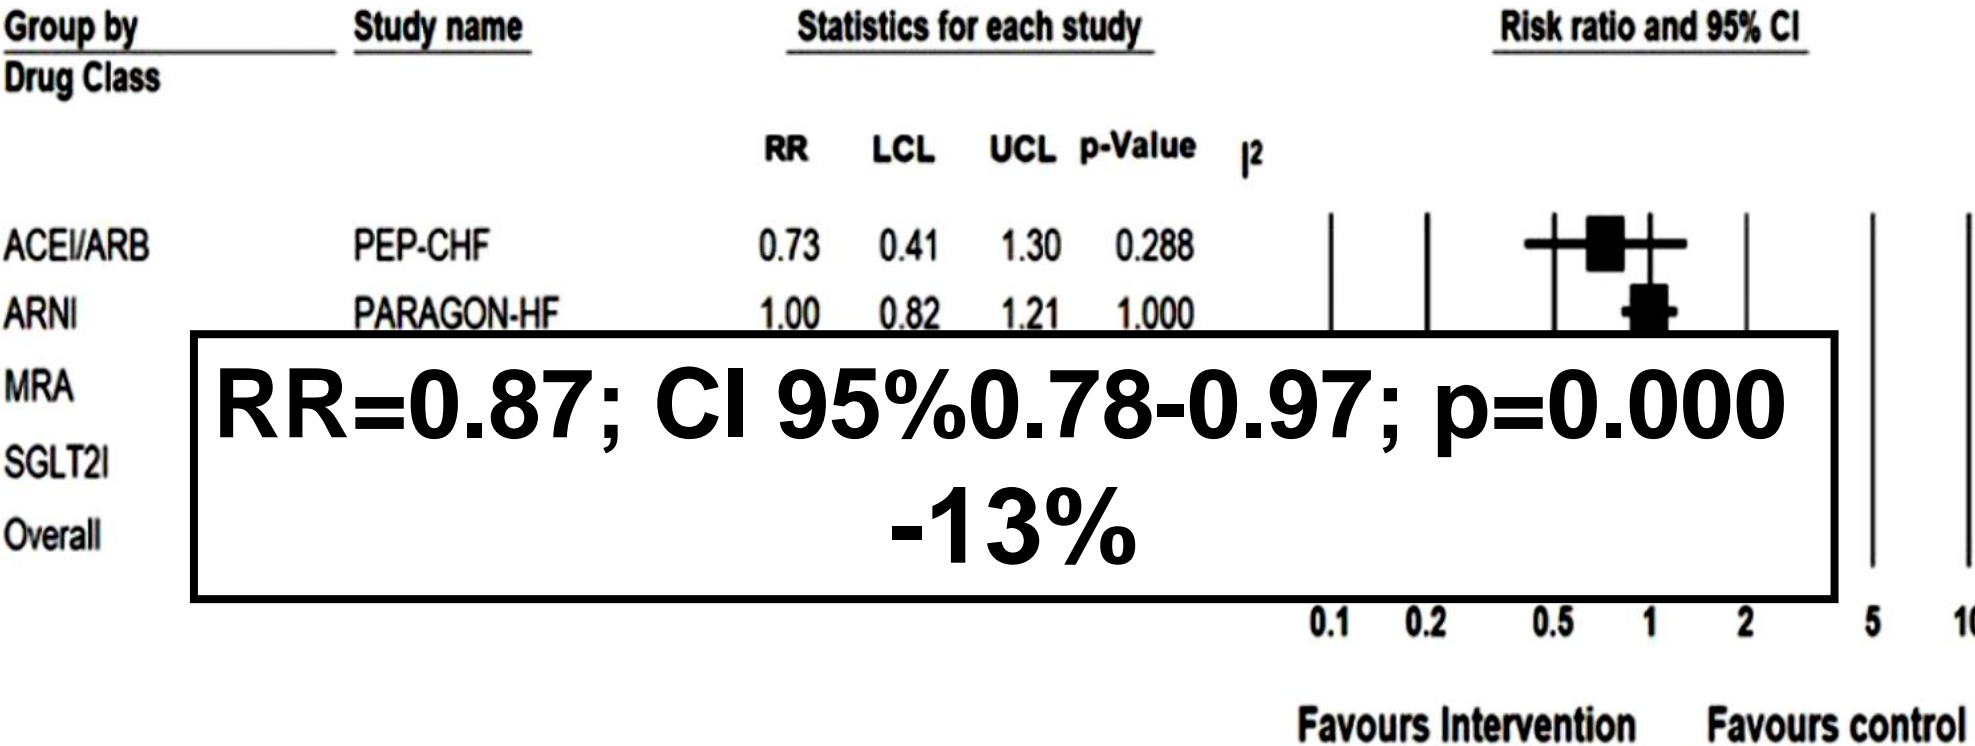 Group by Study name Statistics for each study Risk ratio and 95% CI
Drug Class
RR LCL UCL p-Value I²
ACEI/ARB PEP-CHF 0.73 0.41 1.30 0.288
ARNI PARAGON-HF 1.00 0.82 1.21 1.000
MRA
RR=0.87; CI 95%0.78-0.97; p=0.000
SGLT2I
-13%
Overall
0.1 0.2 0.5 1 2 5 10
Favours Intervention Favours control